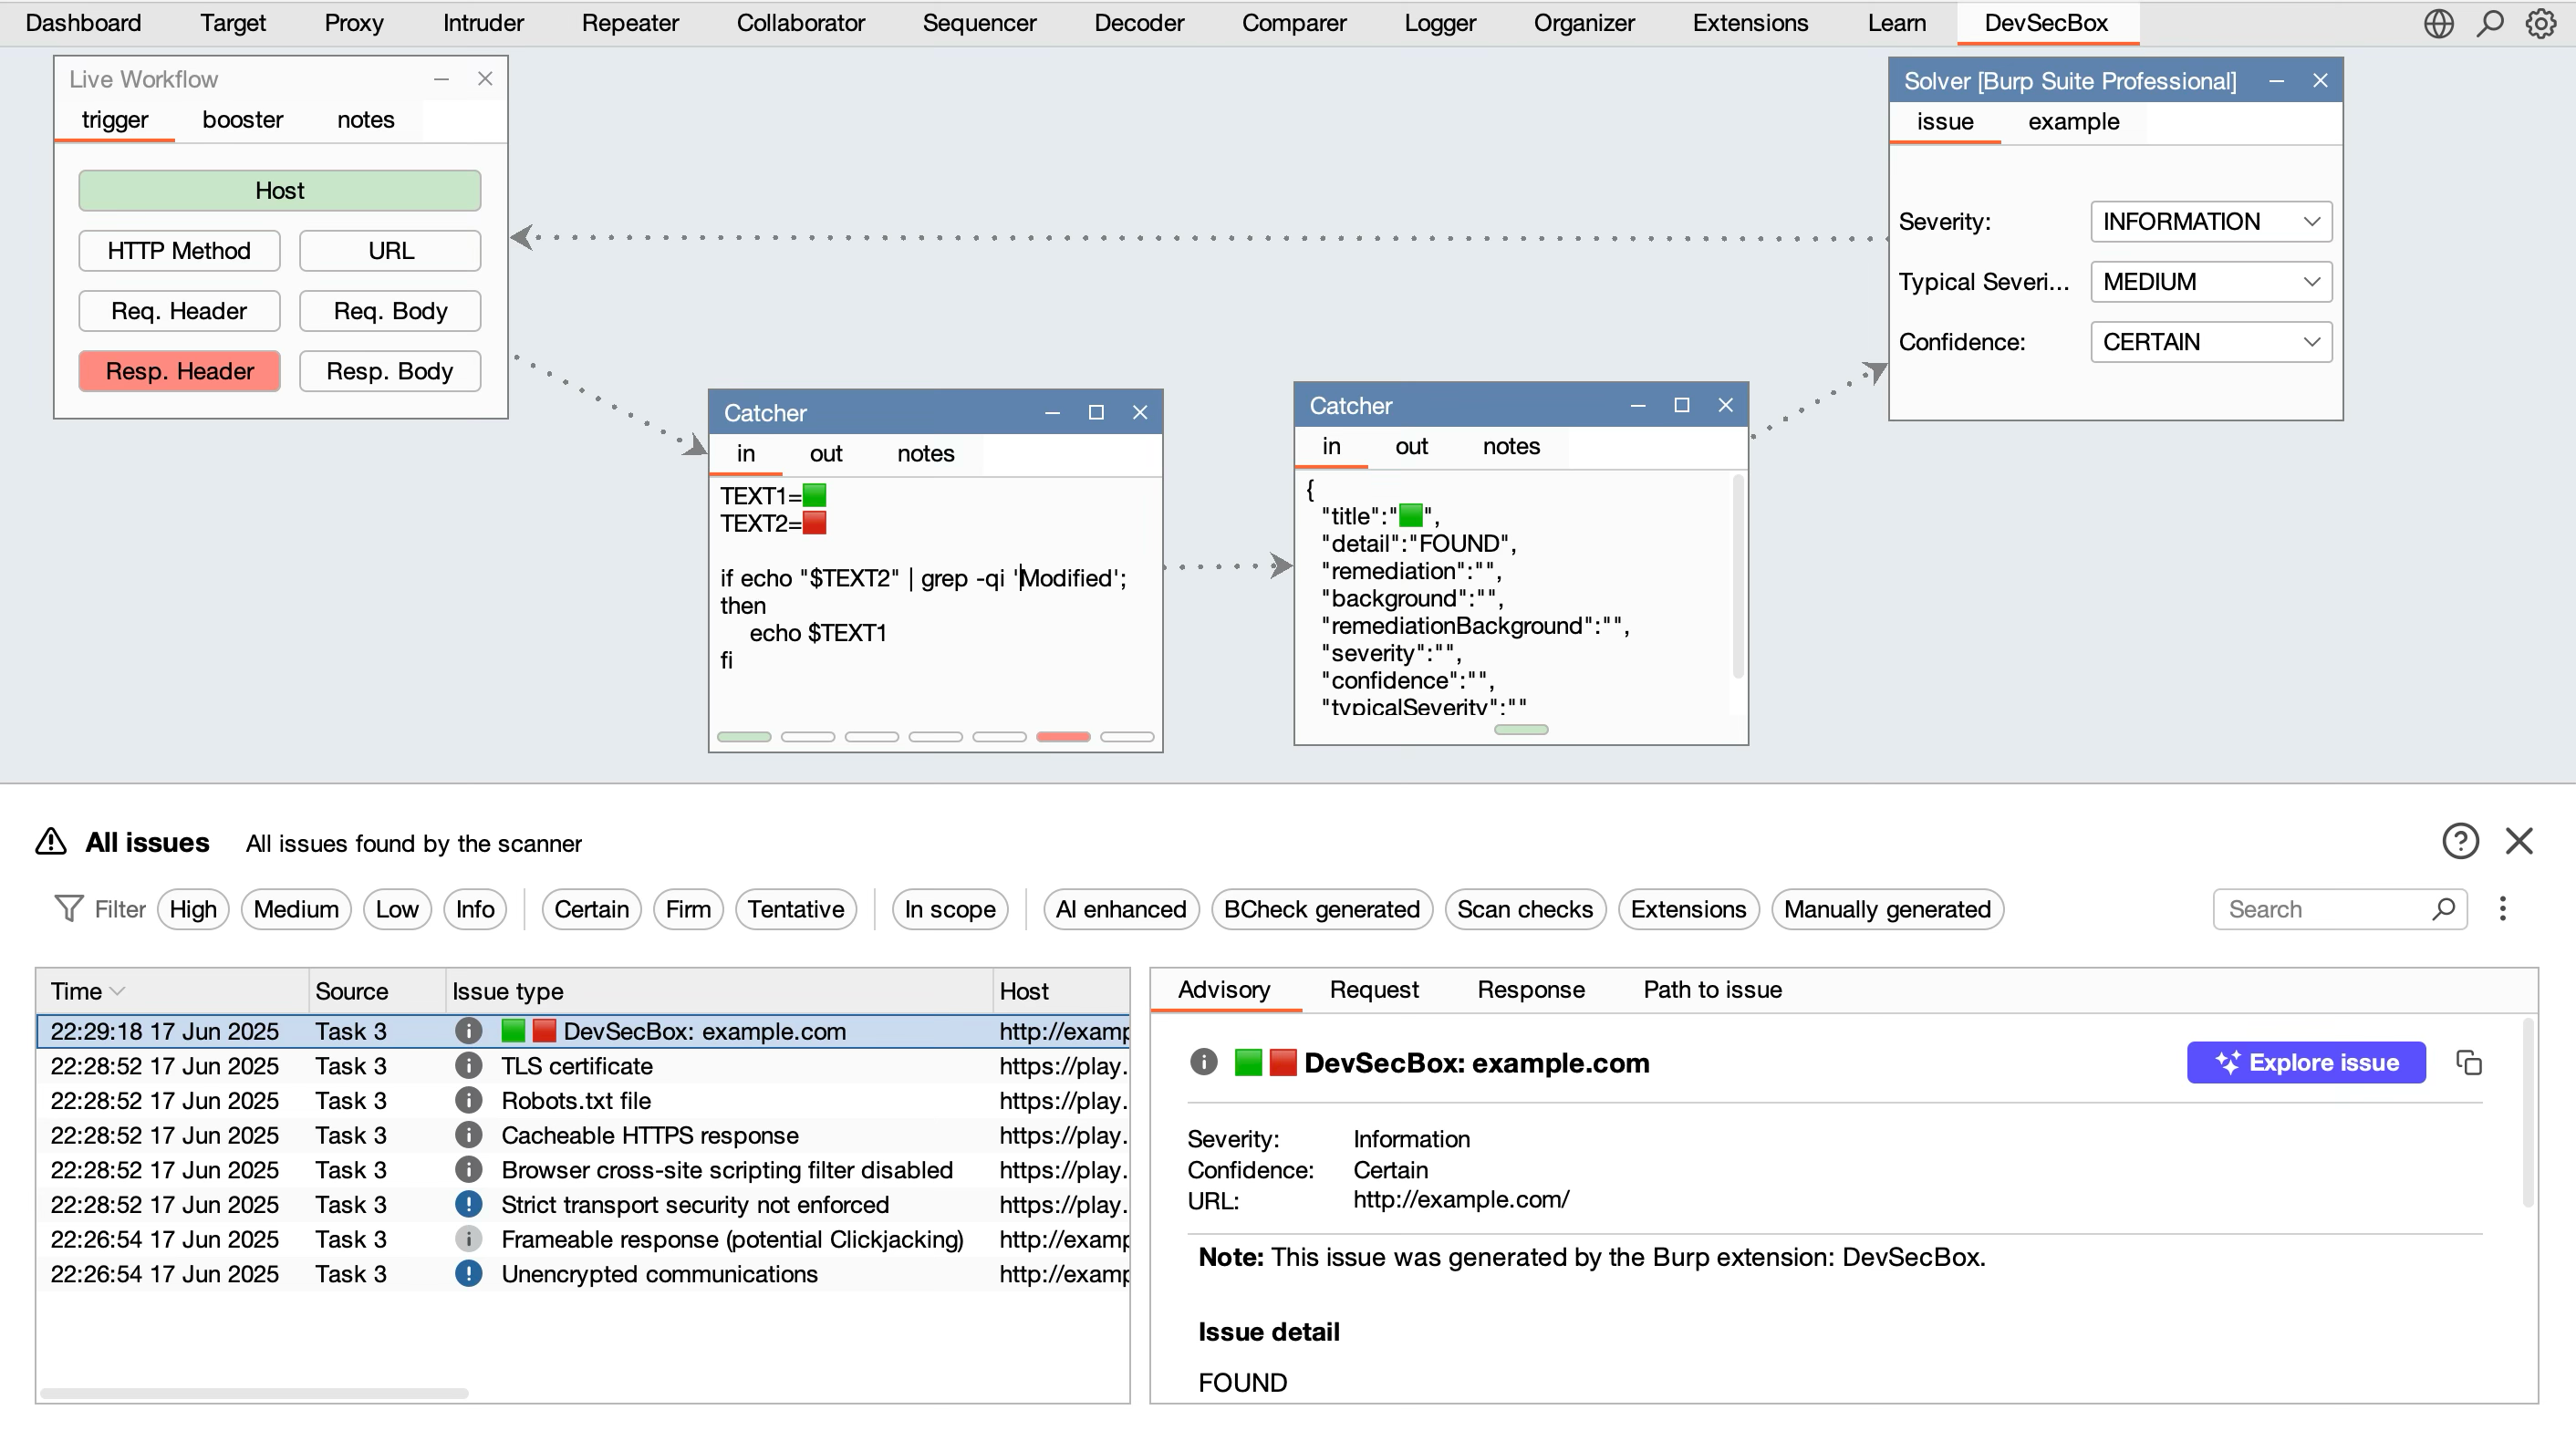 Dashboard Target Proxy Intruder Repeater Collaborator Sequencer Decoder Comparer Logger Organizer Extensions Learn DevSecBox
Live Workflow
trigger booster notes
Host
HTTP Method URL
Req. Header Req. Body
Resp. Header Resp. Body
Catcher
in out notes
TEXT1=🟩
TEXT2=🟥
if echo "$TEXT2" | grep -qi 'Modified';
then
echo $TEXT1
fi
Catcher
in out notes
{
"title":"🟩",
"detail":"FOUND",
"remediation":"",
"background":"",
"remediationBackground":"",
"severity":"",
"confidence":"",
"typicalSeverity":""
Solver [Burp Suite Professional]
issue example
Severity: INFORMATION
Typical Severi... MEDIUM
Confidence: CERTAIN
All issues All issues found by the scanner
Filter High Medium Low Info Certain Firm Tentative In scope AI enhanced BCheck generated Scan checks Extensions Manually generated Search
Time Source Issue type Host
22:29:18 17 Jun 2025 Task 3 🟩 🟥 DevSecBox: example.com http://examp
22:28:52 17 Jun 2025 Task 3 TLS certificate https://play.
22:28:52 17 Jun 2025 Task 3 Robots.txt file https://play.
22:28:52 17 Jun 2025 Task 3 Cacheable HTTPS response https://play.
22:28:52 17 Jun 2025 Task 3 Browser cross-site scripting filter disabled https://play.
22:28:52 17 Jun 2025 Task 3 Strict transport security not enforced https://play.
22:26:54 17 Jun 2025 Task 3 Frameable response (potential Clickjacking) http://examp
22:26:54 17 Jun 2025 Task 3 Unencrypted communications http://examp
Advisory Request Response Path to issue
🟩 🟥 DevSecBox: example.com Explore issue
Severity: Information
Confidence: Certain
URL: http://example.com/
Note: This issue was generated by the Burp extension: DevSecBox.
Issue detail
FOUND